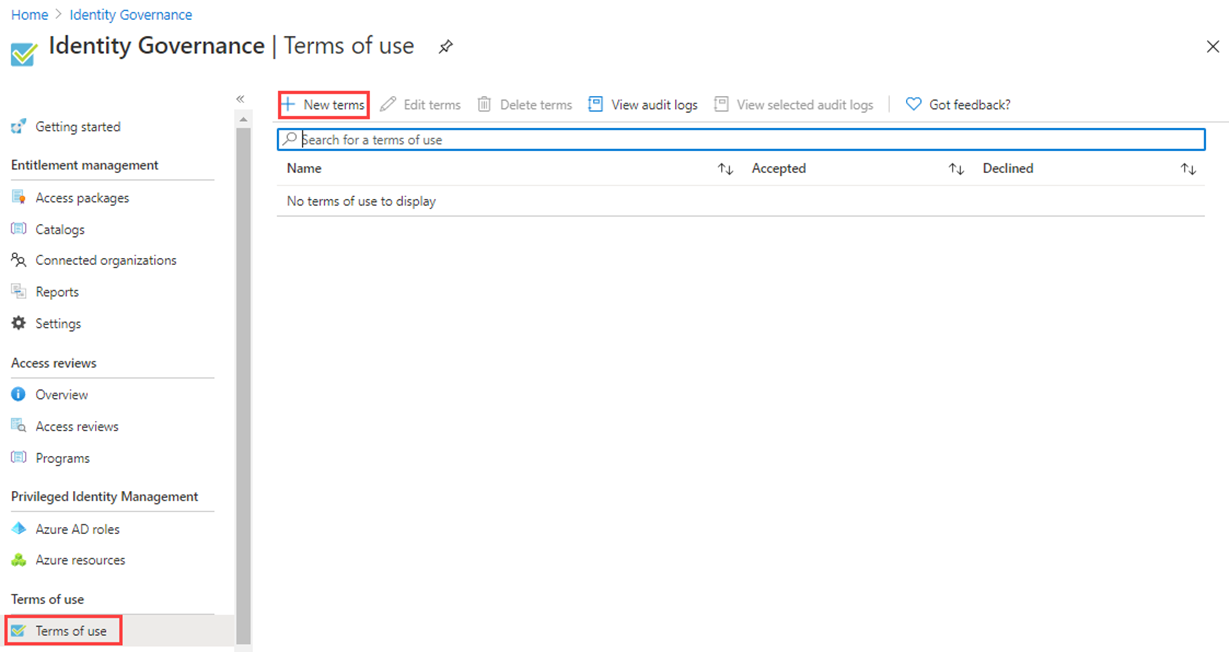 Home > Identity Governance
Identity Governance | Terms of use
«
Getting started
Entitlement management
Access packages
Catalogs
Connected organizations
Reports
Settings
Access reviews
Overview
Access reviews
Programs
Privileged Identity Management
Azure AD roles
Azure resources
Terms of use
Terms of use
+ New terms Edit terms Delete terms View audit logs View selected audit logs Got feedback?
Search for a terms of use
Name Accepted Declined
No terms of use to display